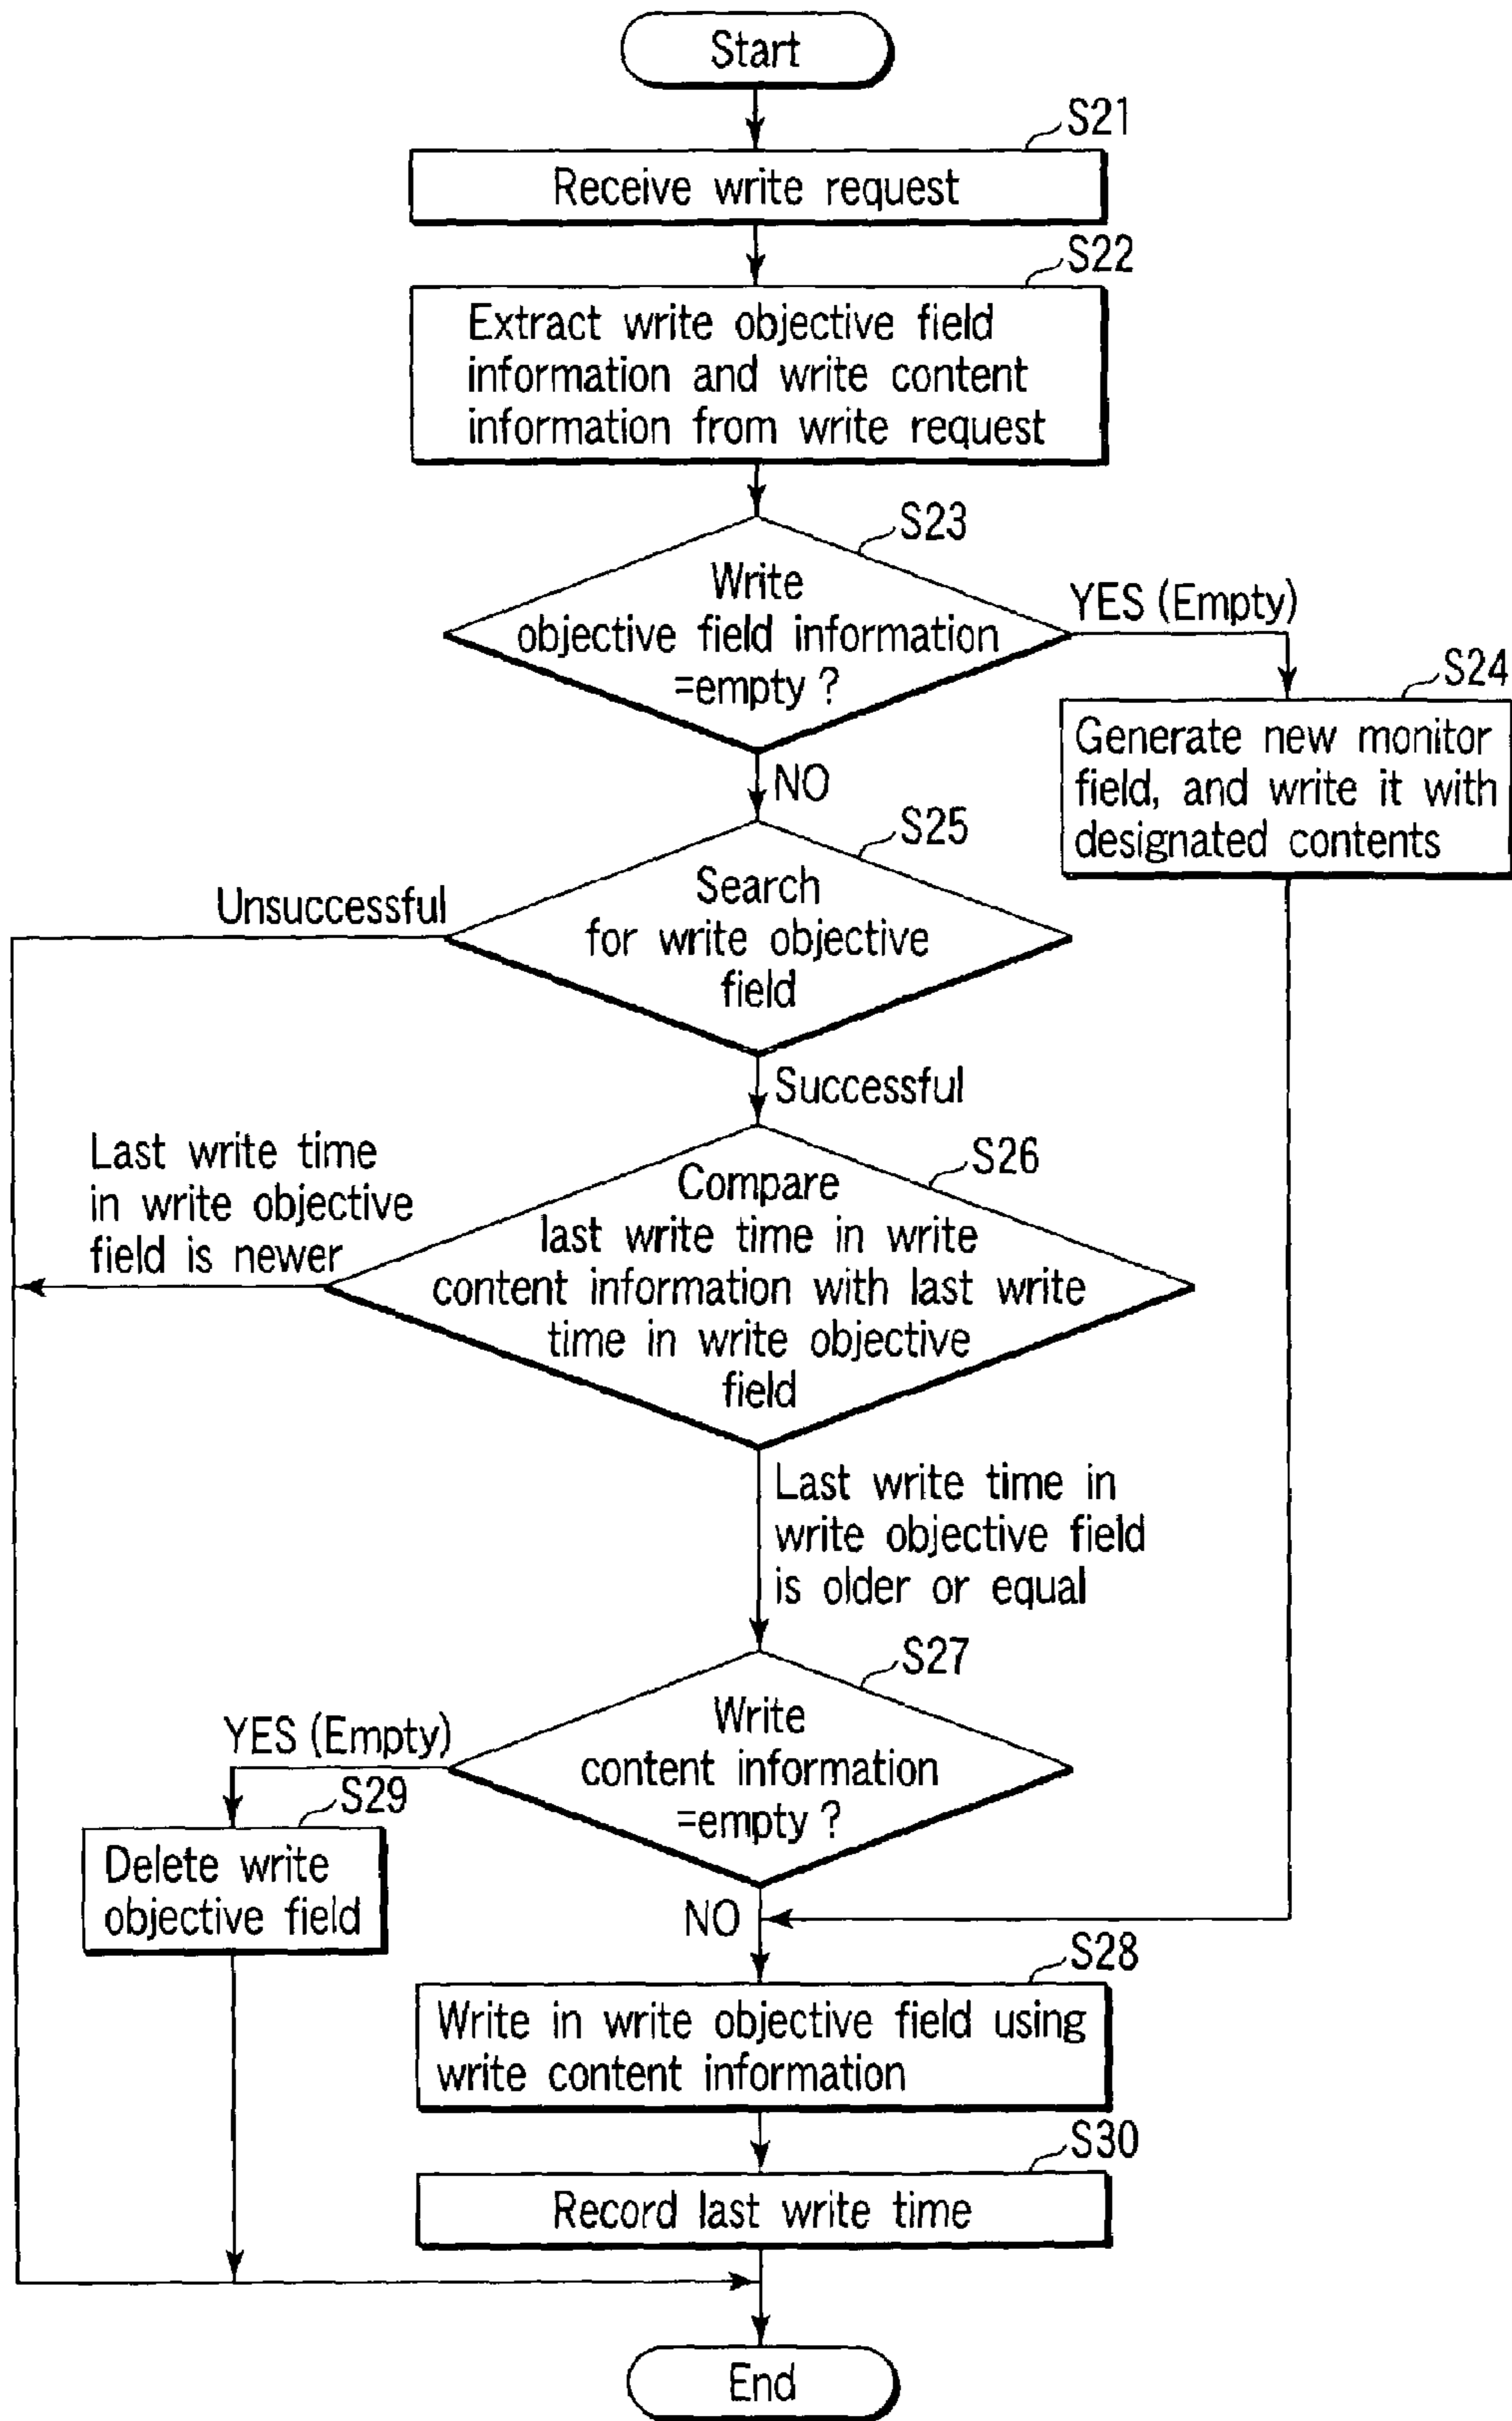 Start
S21
Receive write request
S22
Extract write objective field
information and write content
information from write request
S23
Write
objective field information
=empty ?
YES (Empty)
S24
Generate new monitor
field, and write it with
designated contents
NO
S25
Search
for write objective
field
Unsuccessful
Successful
S26
Compare
last write time in write
content information with last write
time in write objective
field
Last write time
in write objective
field is newer
Last write time in
write objective field
is older or equal
S27
Write
content information
=empty ?
YES (Empty)
S29
Delete write
objective field
NO
S28
Write in write objective field using
write content information
S30
Record last write time
End